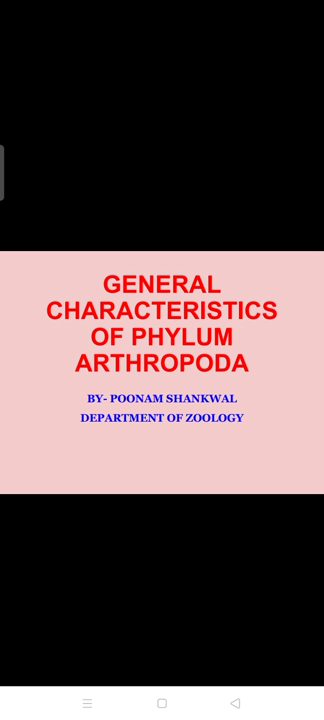 GENERAL
CHARACTERISTICS
OF PHYLUM
ARTHROPODA
BY- POONAM SHANKWAL
DEPARTMENT OF ZOOLOGY